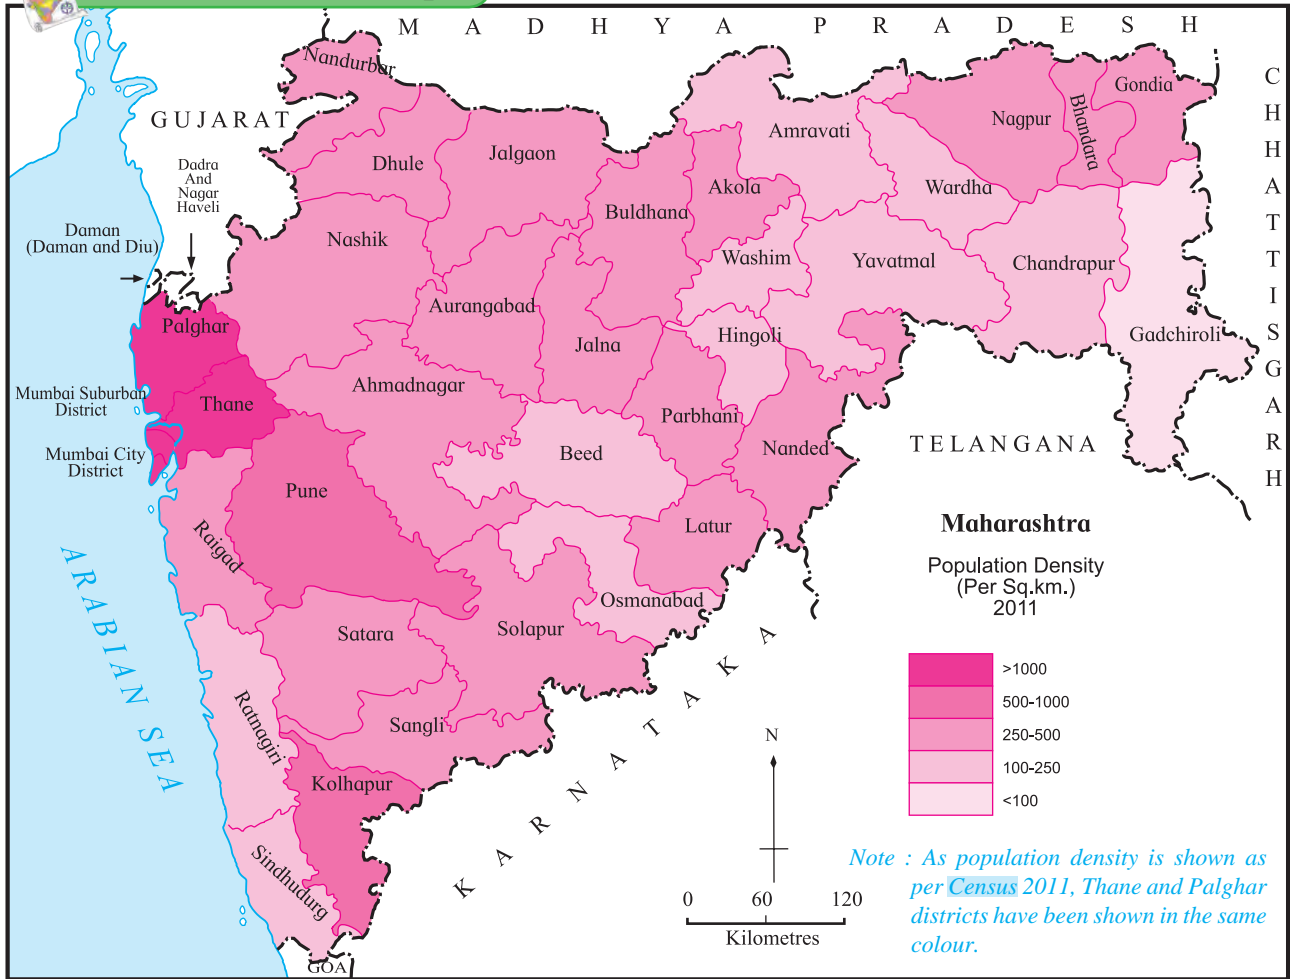 M A D H Y A P R A D E S H
CHHATTISGARH
GUJARAT
Nandurbar
Dhule
Jalgaon
Amravati
Nagpur
Bhandara
Gondia
Dadra
And
Nagar
Haveli
Daman
(Daman and Diu)
Nashik
Buldhana
Akola
Wardha
Washim
Yavatmal
Chandrapur
Palghar
Aurangabad
Jalna
Hingoli
Gadchiroli
Mumbai Suburban
District
Thane
Ahmadnagar
Parbhani
Mumbai City
District
Beed
Nanded
TELANGANA
Pune
Latur
Raigad
Osmanabad
Satara
Solapur
ARABIAN SEA
Ratnagiri
Sangli
Kolhapur
Sindhudurg
KARNATAKA
GOA
Maharashtra
Population Density
(Per Sq.km.)
2011
>1000
500-1000
250-500
100-250
<100
N
0 60 120
Kilometres
Note : As population density is shown as
per Census 2011, Thane and Palghar
districts have been shown in the same
colour.